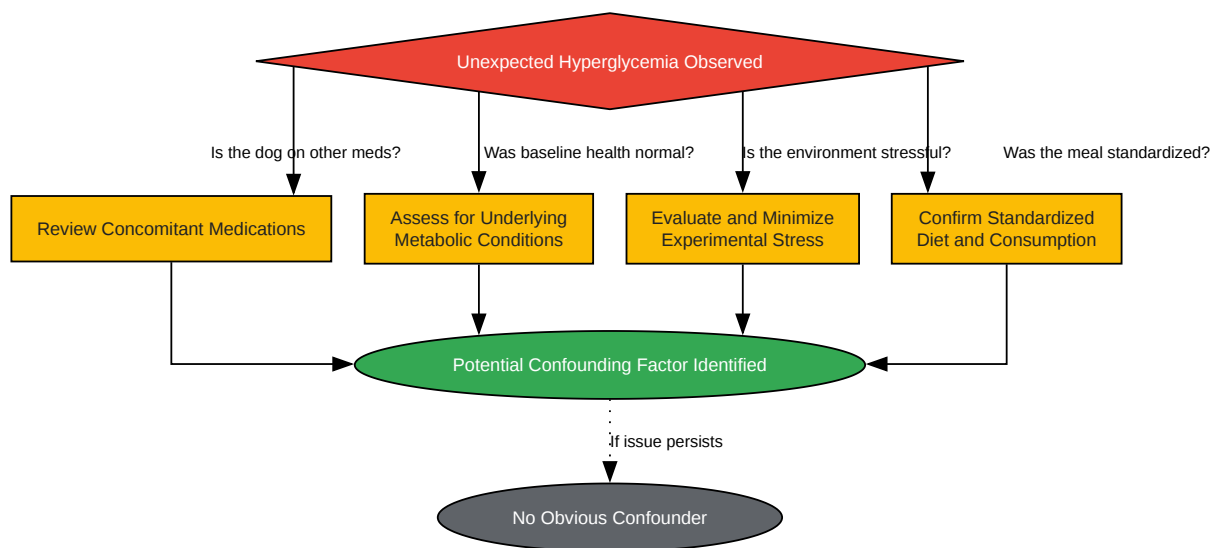 Unexpected Hyperglycemia Observed
Is the dog on other meds?
Was baseline health normal?
Is the environment stressful?
Was the meal standardized?
Review Concomitant Medications
Assess for Underlying
Metabolic Conditions
Evaluate and Minimize
Experimental Stress
Confirm Standardized
Diet and Consumption
Potential Confounding Factor Identified
If issue persists
No Obvious Confounder